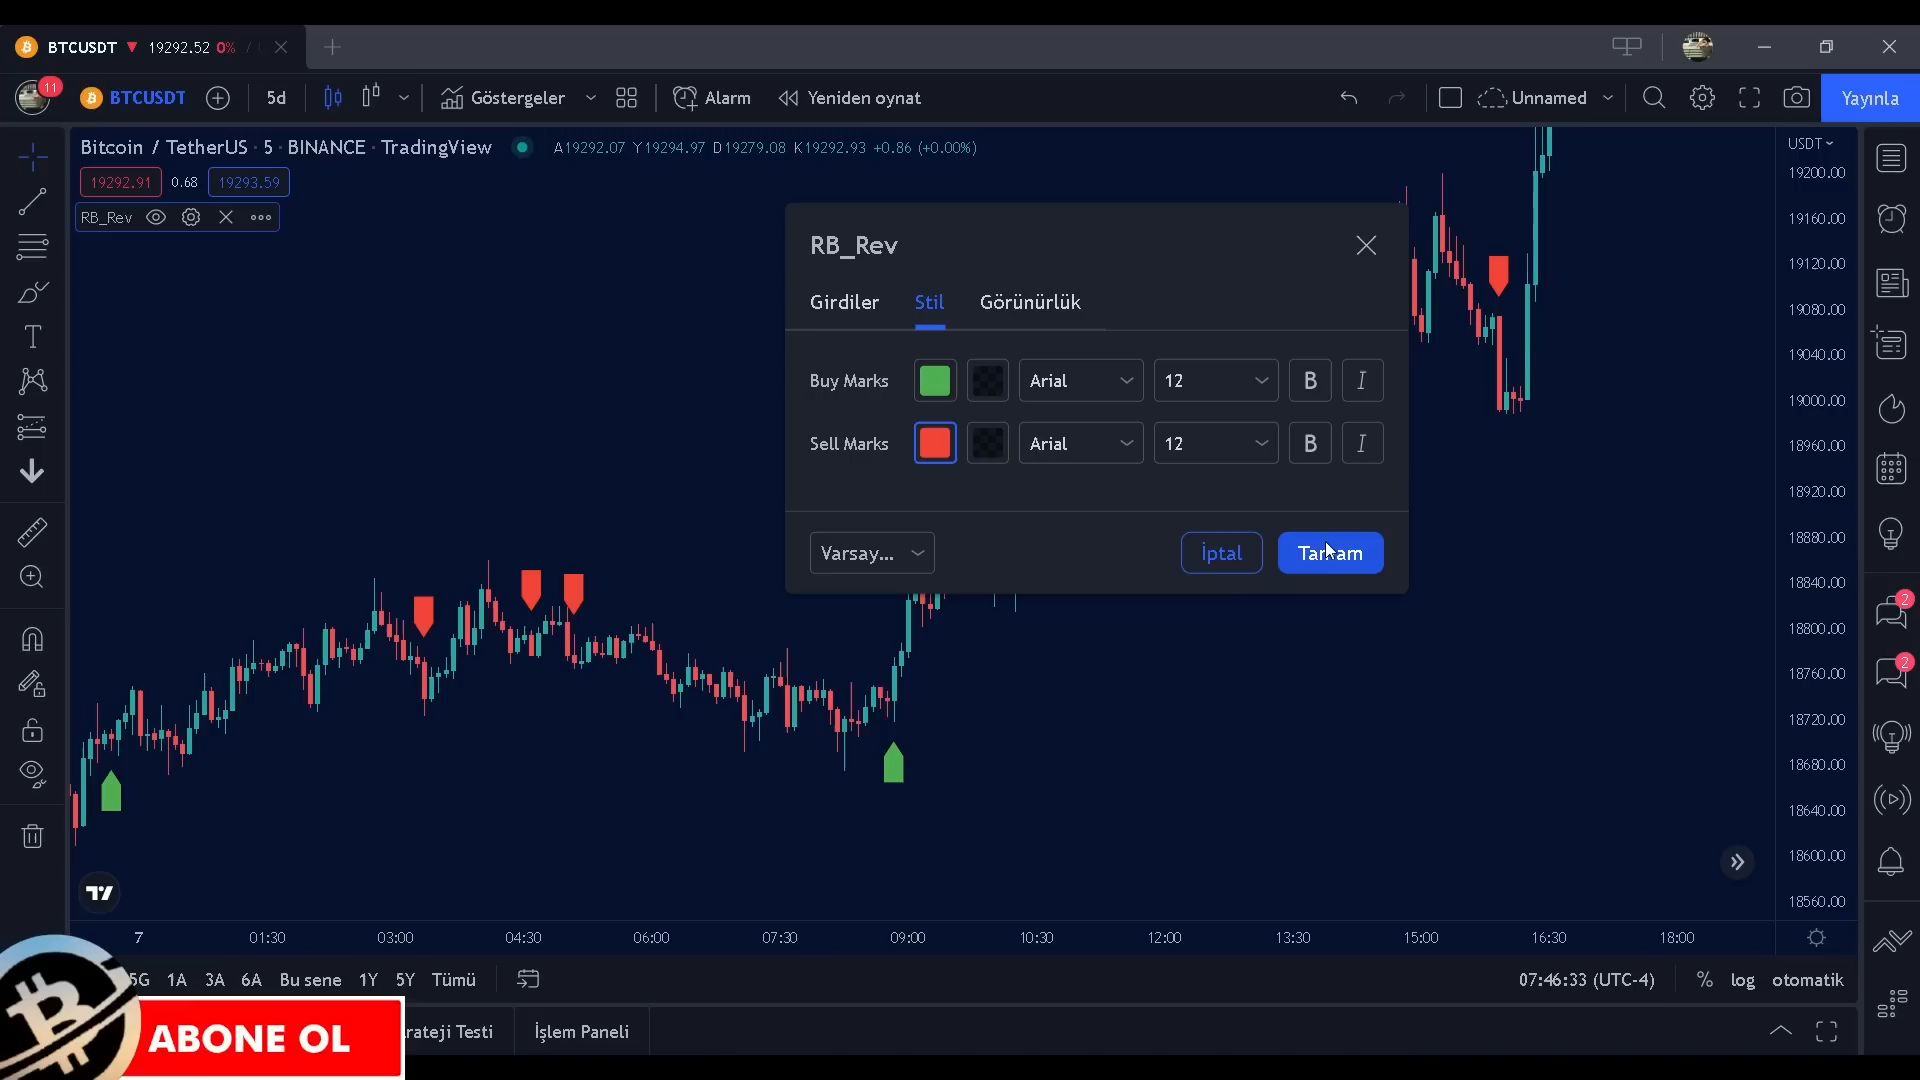 BTCUSDT 19292.52 0% /
11 BTCUSDT 5d Göstergeler Alarm Yeniden oynat Unnamed Yayınla
Bitcoin / TetherUS · 5 · BINANCE · TradingView A19292.07 Y19294.97 D19279.08 K19292.93 +0.86 (+0.00%)
19292.91 0.68 19293.59
RB_Rev
RB_Rev
Girdiler Stil Görünürlük
Buy Marks Arial 12 B I
Sell Marks Arial 12 B I
Varsay... İptal Tamam
USDT
19200.00
19160.00
19120.00
19080.00
19040.00
19000.00
18960.00
18920.00
18880.00
18840.00
18800.00
18760.00
18720.00
18680.00
18640.00
18600.00
18560.00
2
2
7 01:30 03:00 04:30 06:00 07:30 09:00 10:30 12:00 13:30 15:00 16:30 18:00
5G 1A 3A 6A Bu sene 1Y 5Y Tümü 07:46:33 (UTC-4) % log otomatik
rateji Testi İşlem Paneli
ABONE OL